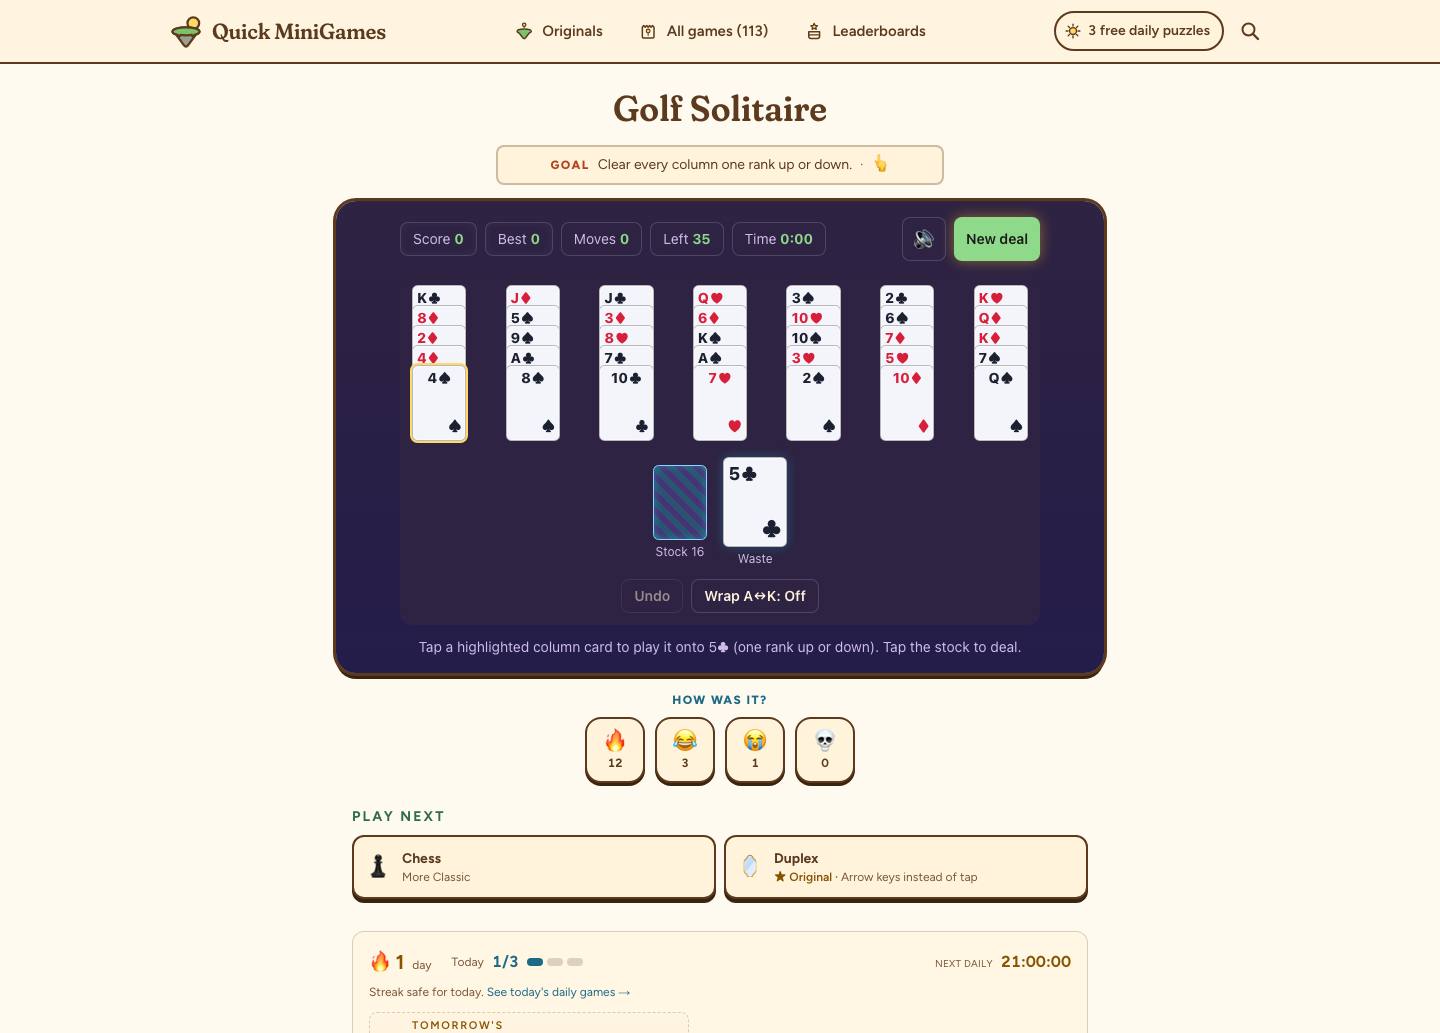 Quick MiniGames
Originals
All games (113)
Leaderboards
3 free daily puzzles
Golf Solitaire
GOAL Clear every column one rank up or down. · 👆
Score 0
Best 0
Moves 0
Left 35
Time 0:00
New deal
K♣ J♦ J♣ Q♥ 3♠ 2♣ K♥
8♦ 5♠ 3♦ 6♦ 10♥ 6♠ Q♦
2♦ 9♠ 8♥ K♠ 10♠ 7♦ K♦
4♦ A♣ 7♣ A♠ 3♥ 5♥ 7♠
4♠ 8♠ 10♣ 7♥ 2♠ 10♦ Q♠
♠ ♠ ♣ ♥ ♠ ♦ ♠
5♣
♣
Stock 16
Waste
Undo
Wrap A↔K: Off
Tap a highlighted column card to play it onto 5♣ (one rank up or down). Tap the stock to deal.
HOW WAS IT?
🔥 😂 😭 💀
12 3 1 0
PLAY NEXT
Chess
More Classic
Duplex
★ Original · Arrow keys instead of tap
🔥 1 day
Today 1/3
NEXT DAILY 21:00:00
Streak safe for today. See today's daily games →
TOMORROW'S